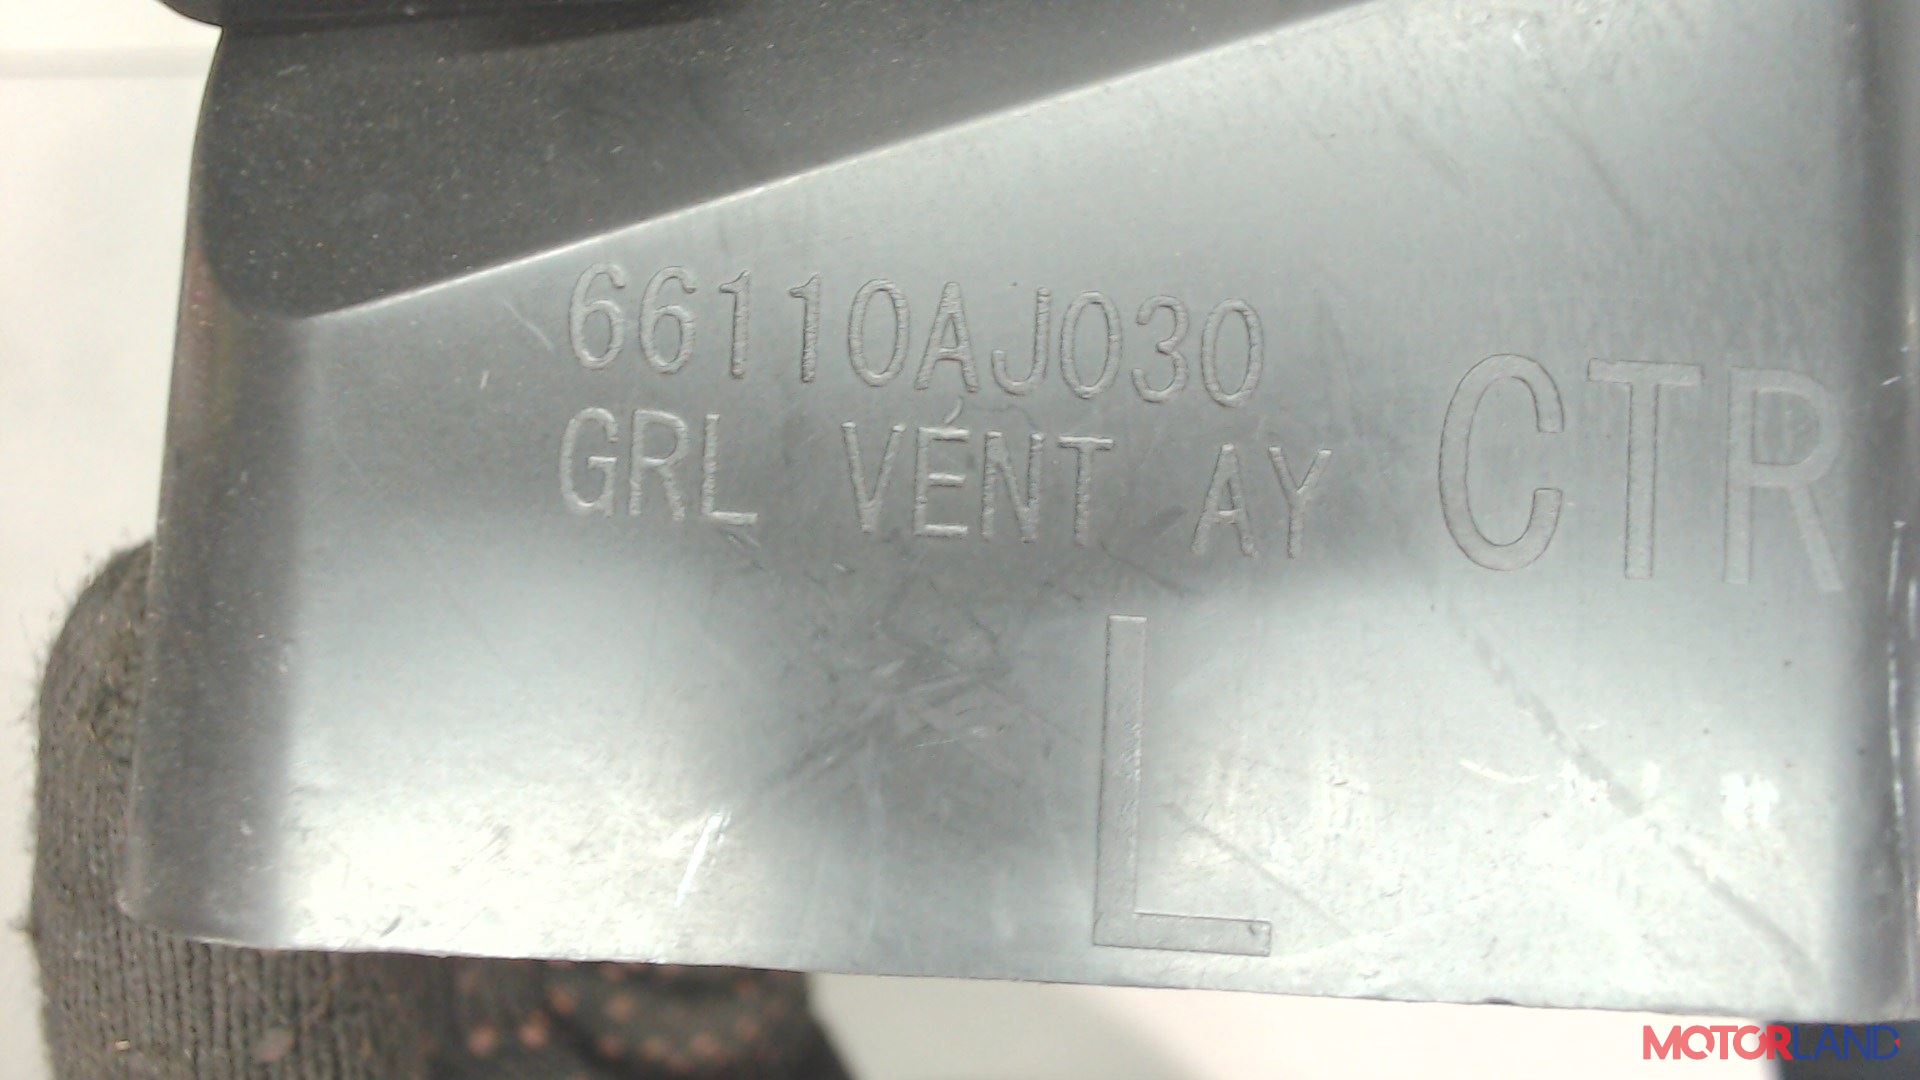 66110AJ030
GRL VENT AY CTR
L
MOTORLAND